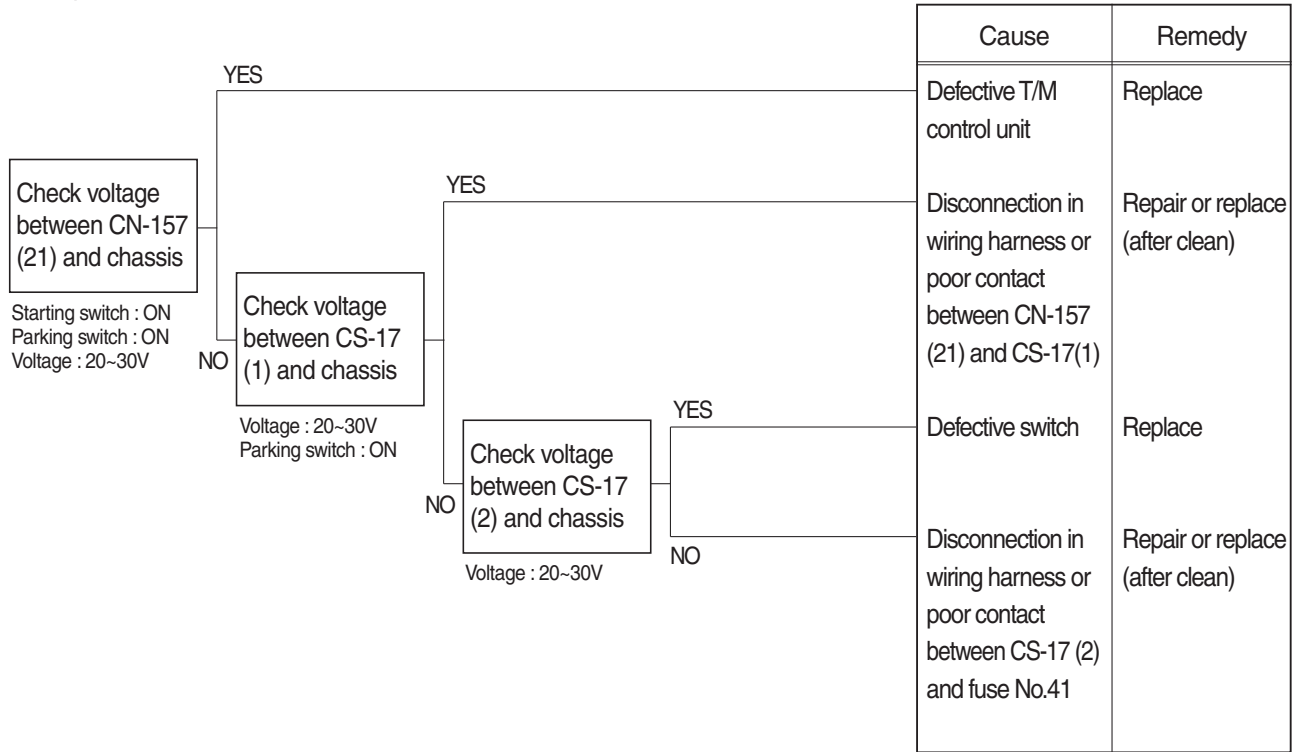 Cause
Remedy
YES
Defective T/M
control unit
Replace
Check voltage
between CN-157
(21) and chassis
Starting switch : ON
Parking switch : ON
Voltage : 20~30V
NO
YES
Disconnection in
wiring harness or
poor contact
between CN-157
(21) and CS-17(1)
Repair or replace
(after clean)
Check voltage
between CS-17
(1) and chassis
Voltage : 20~30V
Parking switch : ON
NO
YES
Defective switch
Replace
Check voltage
between CS-17
(2) and chassis
Voltage : 20~30V
NO
Disconnection in
wiring harness or
poor contact
between CS-17 (2)
and fuse No.41
Repair or replace
(after clean)